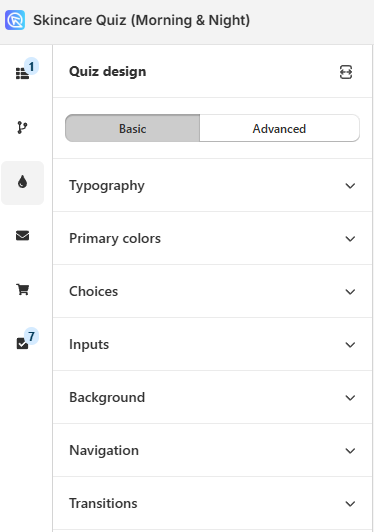 Skincare Quiz (Morning & Night)
1
Quiz design
Basic
Advanced
Typography
Primary colors
Choices
Inputs
7
Background
Navigation
Transitions